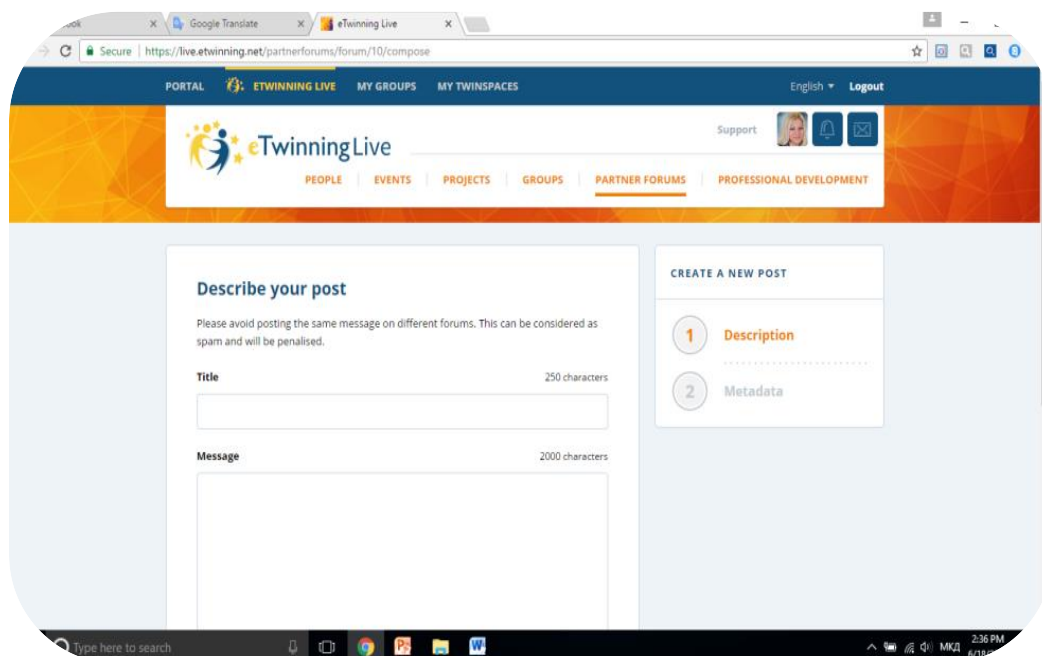 Google Translate
eTwinning Live
Secure https://live.etwinning.net/partnerforums/forum/10/compose
PORTAL ETWINNING LIVE MY GROUPS MY TWINSPACES English Logout
eTwinningLive
Support
PEOPLE EVENTS PROJECTS GROUPS PARTNER FORUMS PROFESSIONAL DEVELOPMENT
Describe your post
Please avoid posting the same message on different forums. This can be considered as
spam and will be penalised.
Title 250 characters
Message 2000 characters
CREATE A NEW POST
1 Description
2 Metadata
Type here to search
МКД
2:36 PM